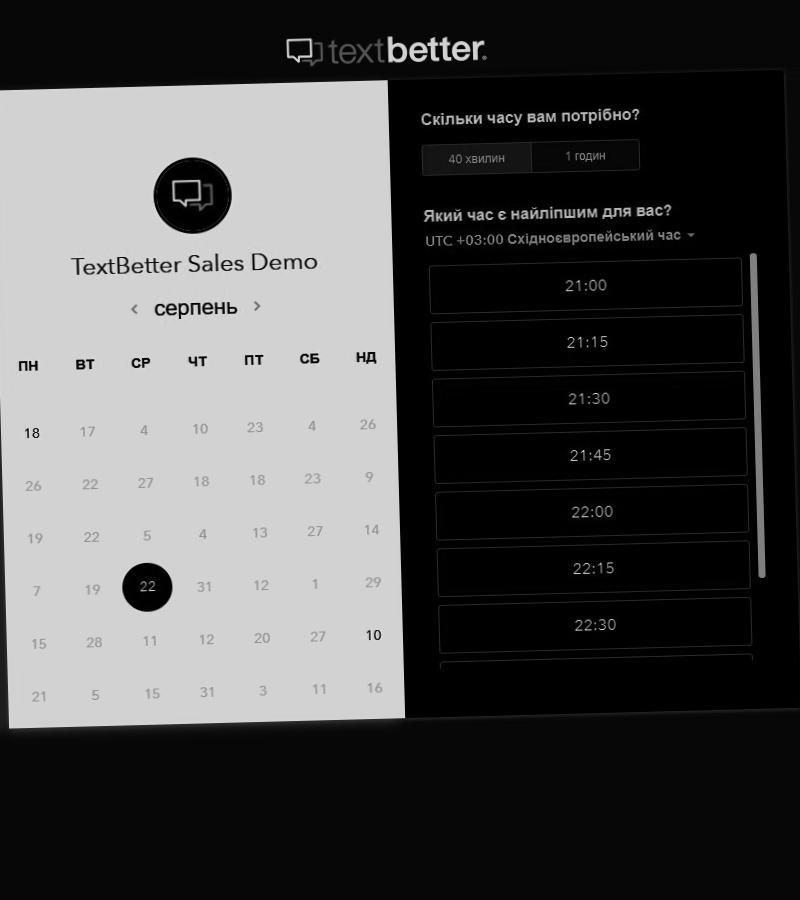 textbetter.
TextBetter Sales Demo
серпень
ПН ВТ СР ЧТ ПТ СБ НД
18 17 4 10 23 4 26
26 22 27 18 18 23 9
19 22 5 4 13 27 14
7 19 22 31 12 1 29
15 28 11 12 20 27 10
21 5 15 31 3 11 16
Скільки часу вам потрібно?
40 хвилин 1 годин
Який час є найліпшим для вас?
UTC +03:00 Східноєвропейський час
21:00
21:15
21:30
21:45
22:00
22:15
22:30